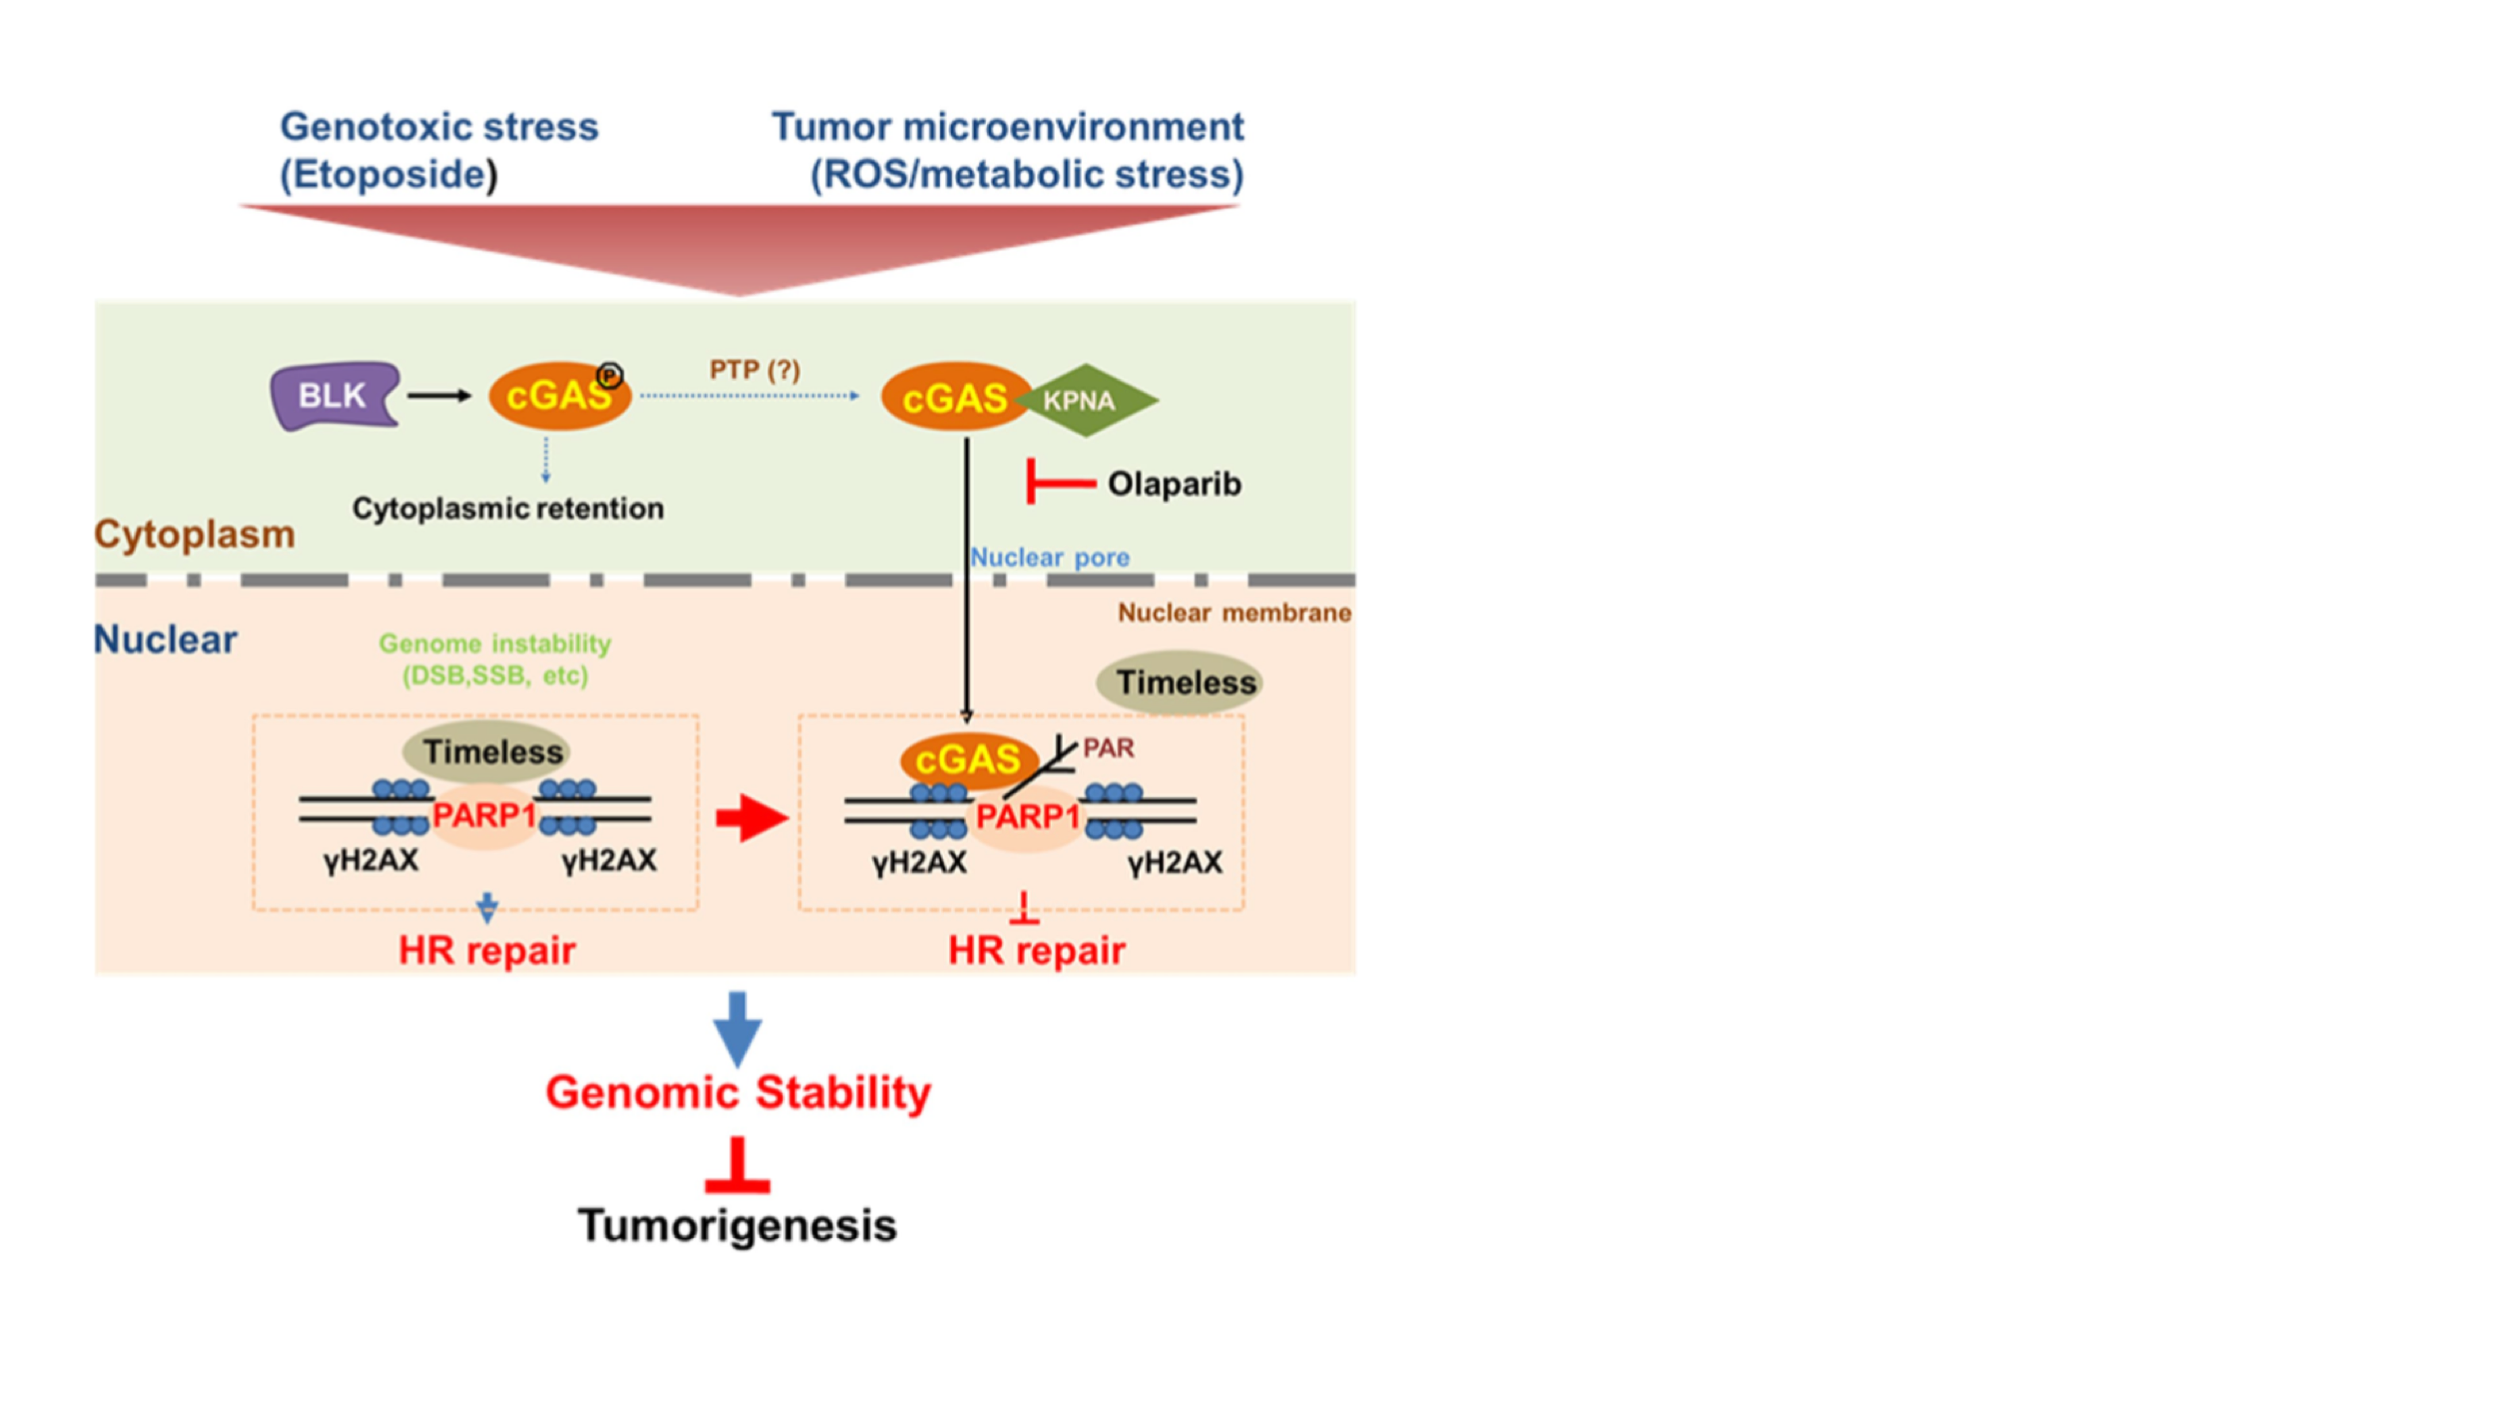 Genotoxic stress
(Etoposide)
Tumor microenvironment
(ROS/metabolic stress)
BLK
cGAS
P
PTP (?)
cGAS
KPNA
Olaparib
Cytoplasmic retention
Cytoplasm
Nuclear pore
Nuclear membrane
Nuclear
Genome instability
(DSB,SSB, etc)
Timeless
Timeless
PARP1
γH2AX
γH2AX
cGAS
PAR
PARP1
γH2AX
γH2AX
HR repair
HR repair
Genomic Stability
Tumorigenesis